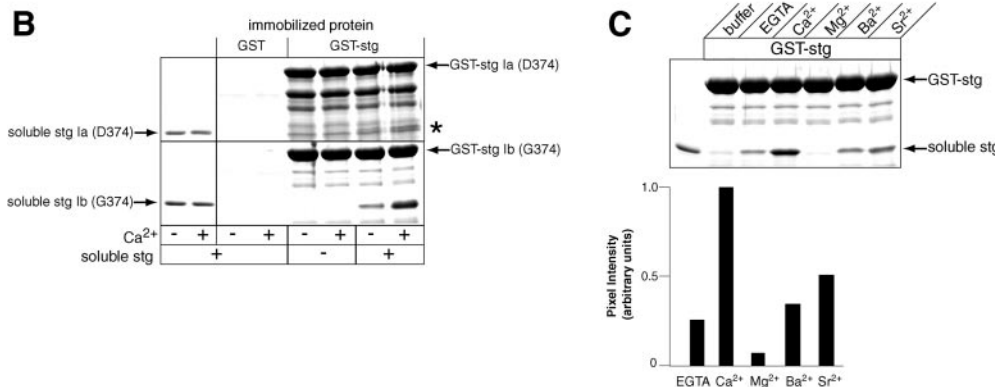 B
immobilized protein
GST GST-stg
GST-stg Ia (D374)
soluble stg Ia (D374)
*
GST-stg Ib (G374)
soluble stg Ib (G374)
Ca2+ - + - + - + - +
soluble stg + - +
C
buffer EGTA Ca2+ Mg2+ Ba2+ Sr2+
GST-stg
GST-stg
soluble stg
Pixel Intensity
(arbitrary units)
1.0
0.5
0
EGTA Ca2+ Mg2+ Ba2+ Sr2+